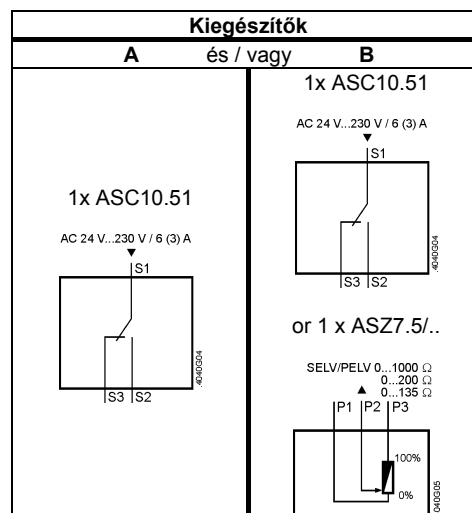 Kiegészítők
A és / vagy B
1x ASC10.51
AC 24 V...230 V / 6 (3) A
S1
S3 S2
4040G04
1x ASC10.51
AC 24 V...230 V / 6 (3) A
S1
S3 S2
4040G04
or 1 x ASZ7.5/..
SELV/PELV 0...1000 Ω
0...200 Ω
0...135 Ω
P1 P2 P3
100%
0%
040G05